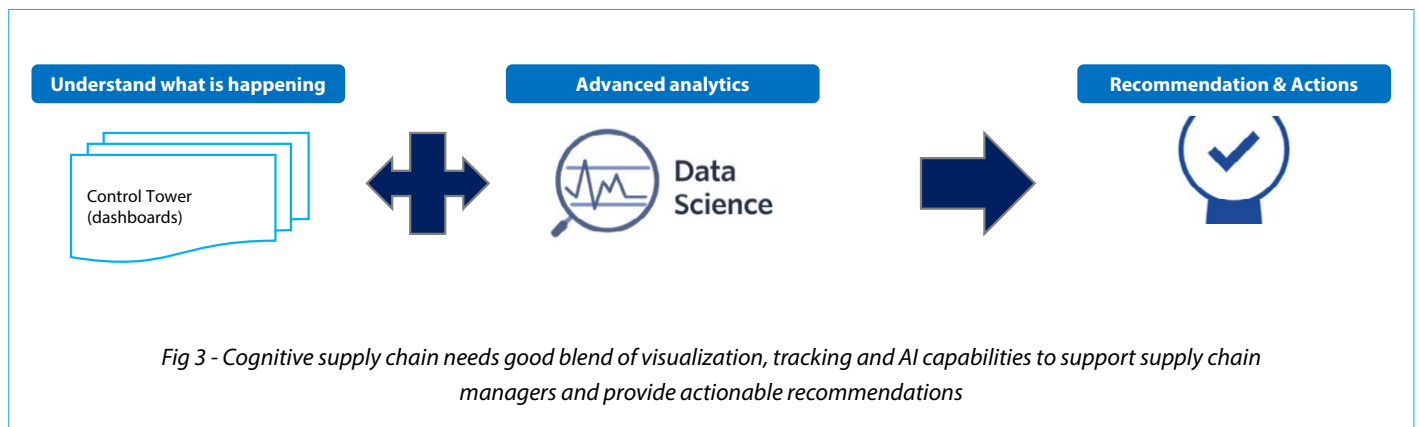 Understand what is happening
Advanced analytics
Recommendation & Actions
Control Tower
(dashboards)
Data
Science
Fig 3 - Cognitive supply chain needs good blend of visualization, tracking and AI capabilities to support supply chain
managers and provide actionable recommendations